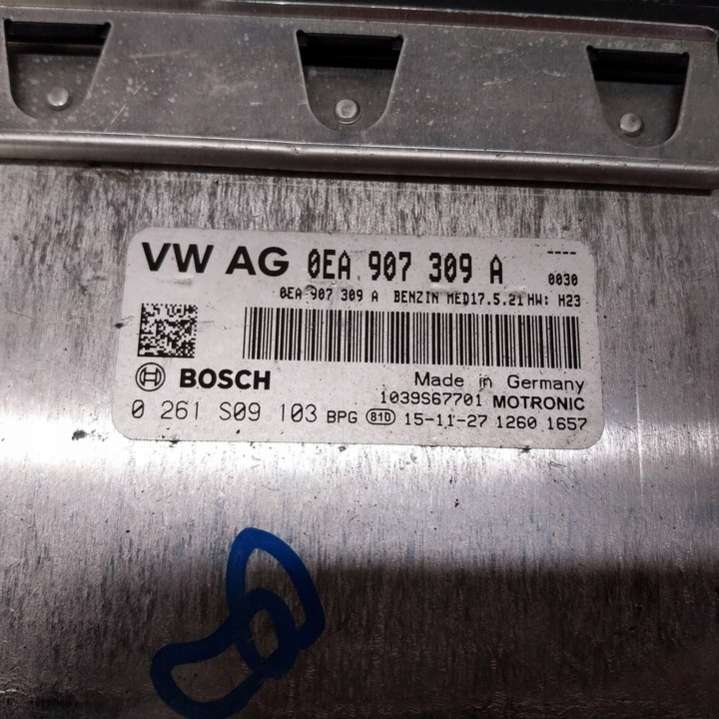 VW AG 0EA 907 309 A ----
0030
0EA 907 309 A BENZIN MED17.5.21 HW: H23
BOSCH Made in Germany
1039S67701 MOTRONIC
0 261 S09 103 BPG 81D 15-11-27 1260 1657